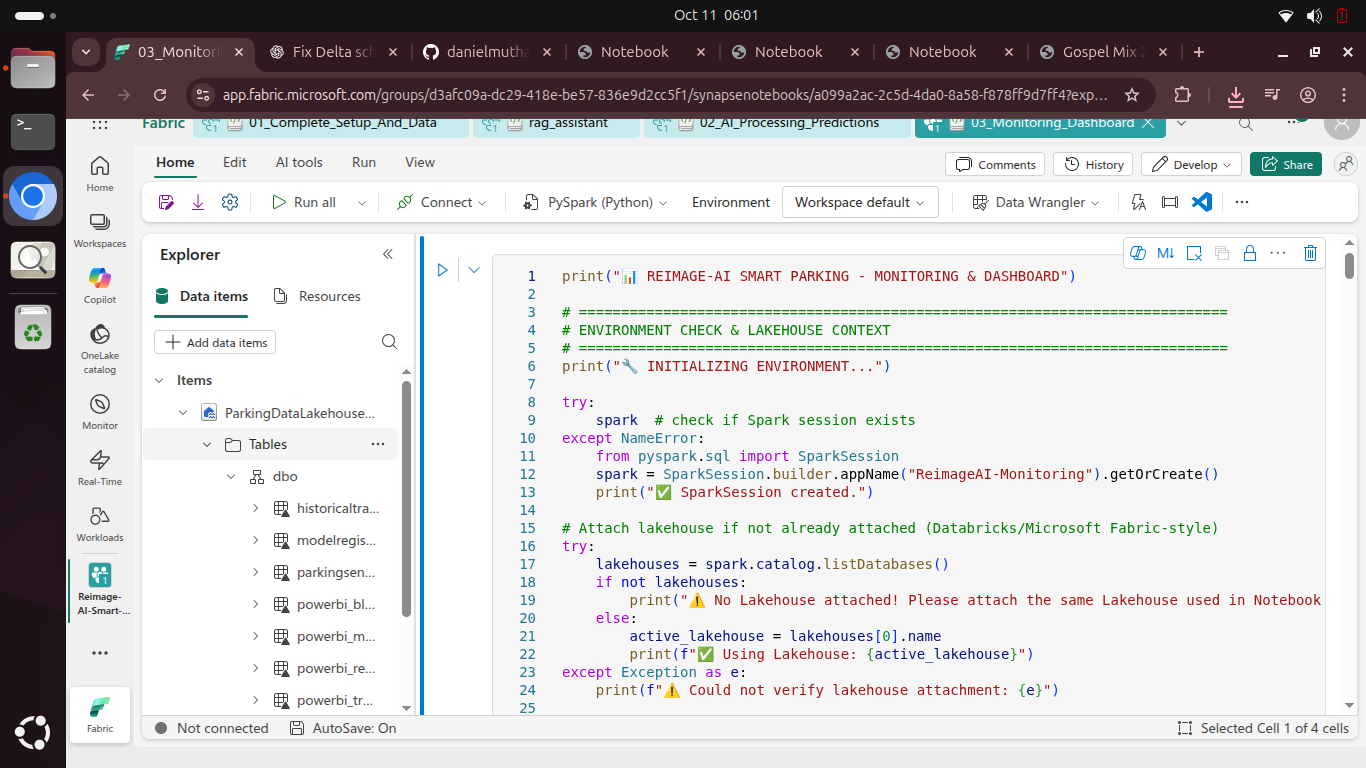 Oct 11 06:01
03_Monitori
Fix Delta sch
danielmutha
Notebook
Notebook
Notebook
Gospel Mix 2
app.fabric.microsoft.com/groups/d3afc09a-dc29-418e-be57-836e9d2cc5f1/synapsenotebooks/a099a2ac-2c5d-4da0-8a58-f878ff9d7ff4?exp...
Fabric
01_Complete_Setup_And_Data
rag_assistant
02_AI_Processing_Predictions
03_Monitoring_Dashboard
Home Edit AI tools Run View
Comments History Develop Share
Run all Connect PySpark (Python) Environment Workspace default Data Wrangler
Home
Workspaces
Copilot
OneLake
catalog
Monitor
Real-Time
Workloads
Reimage-
AI-Smart-...
Fabric
Explorer
Data items Resources
Add data items
Items
ParkingDataLakehouse...
Tables
dbo
historicaltra...
modelregis...
parkingsen...
powerbi_bl...
powerbi_m...
powerbi_re...
powerbi_tr...
M↓
1 print("📊 REIMAGE-AI SMART PARKING - MONITORING & DASHBOARD")
2
3 # =============================================================================
4 # ENVIRONMENT CHECK & LAKEHOUSE CONTEXT
5 # =============================================================================
6 print("🔧 INITIALIZING ENVIRONMENT...")
7
8 try:
9     spark  # check if Spark session exists
10 except NameError:
11     from pyspark.sql import SparkSession
12     spark = SparkSession.builder.appName("ReimageAI-Monitoring").getOrCreate()
13     print("✅ SparkSession created.")
14
15 # Attach lakehouse if not already attached (Databricks/Microsoft Fabric-style)
16 try:
17     lakehouses = spark.catalog.listDatabases()
18     if not lakehouses:
19         print("⚠️ No Lakehouse attached! Please attach the same Lakehouse used in Notebook
20     else:
21         active_lakehouse = lakehouses[0].name
22         print(f"✅ Using Lakehouse: {active_lakehouse}")
23 except Exception as e:
24     print(f"⚠️ Could not verify lakehouse attachment: {e}")
25
Not connected AutoSave: On Selected Cell 1 of 4 cells